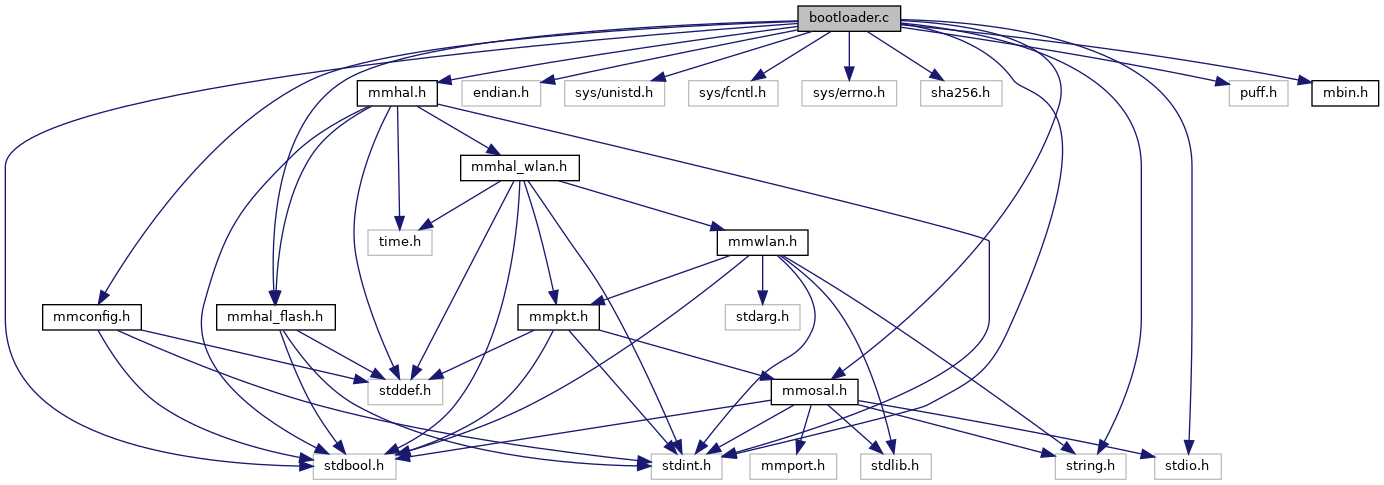 bootloader.c
mmhal.h
endian.h
sys/unistd.h
sys/fcntl.h
sys/errno.h
sha256.h
puff.h
mbin.h
mmhal_wlan.h
time.h
mmwlan.h
mmconfig.h
mmhal_flash.h
mmpkt.h
stdarg.h
stddef.h
mmosal.h
stdbool.h
stdint.h
mmport.h
stdlib.h
string.h
stdio.h